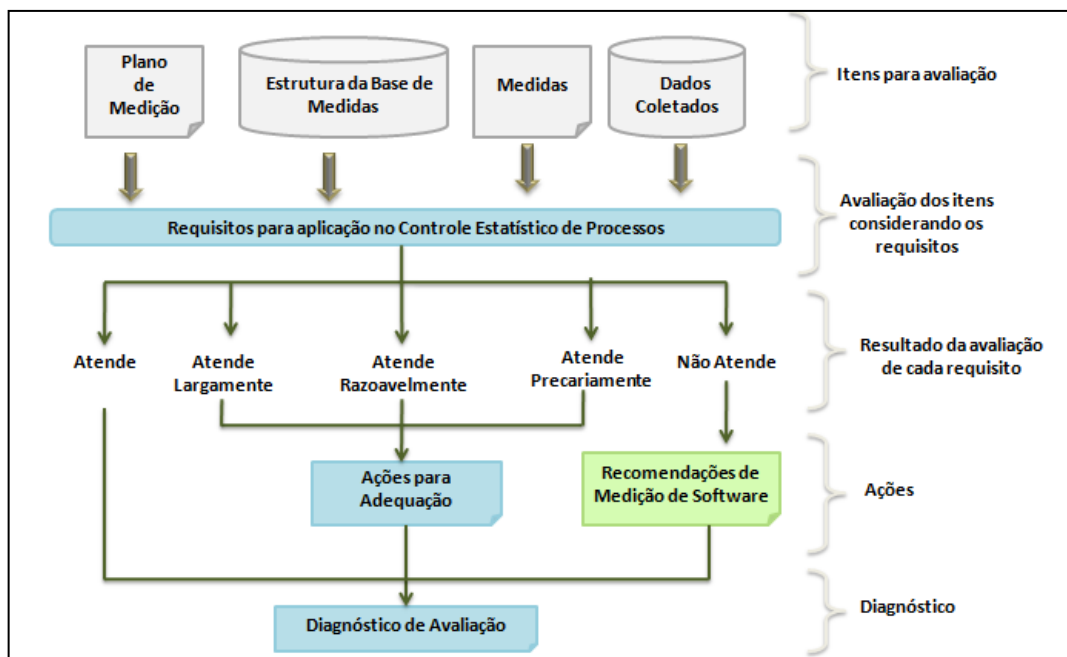 Plano
de
Medição
Estrutura da Base de
Medidas
Medidas
Dados
Coletados
Itens para avaliação
Requisitos para aplicação no Controle Estatístico de Processos
Avaliação dos itens
considerando os
requisitos
Atende
Atende
Largamente
Atende
Razoavelmente
Atende
Precariamente
Não Atende
Resultado da avaliação
de cada requisito
Ações para
Adequação
Recomendações de
Medição de Software
Ações
Diagnóstico de Avaliação
Diagnóstico